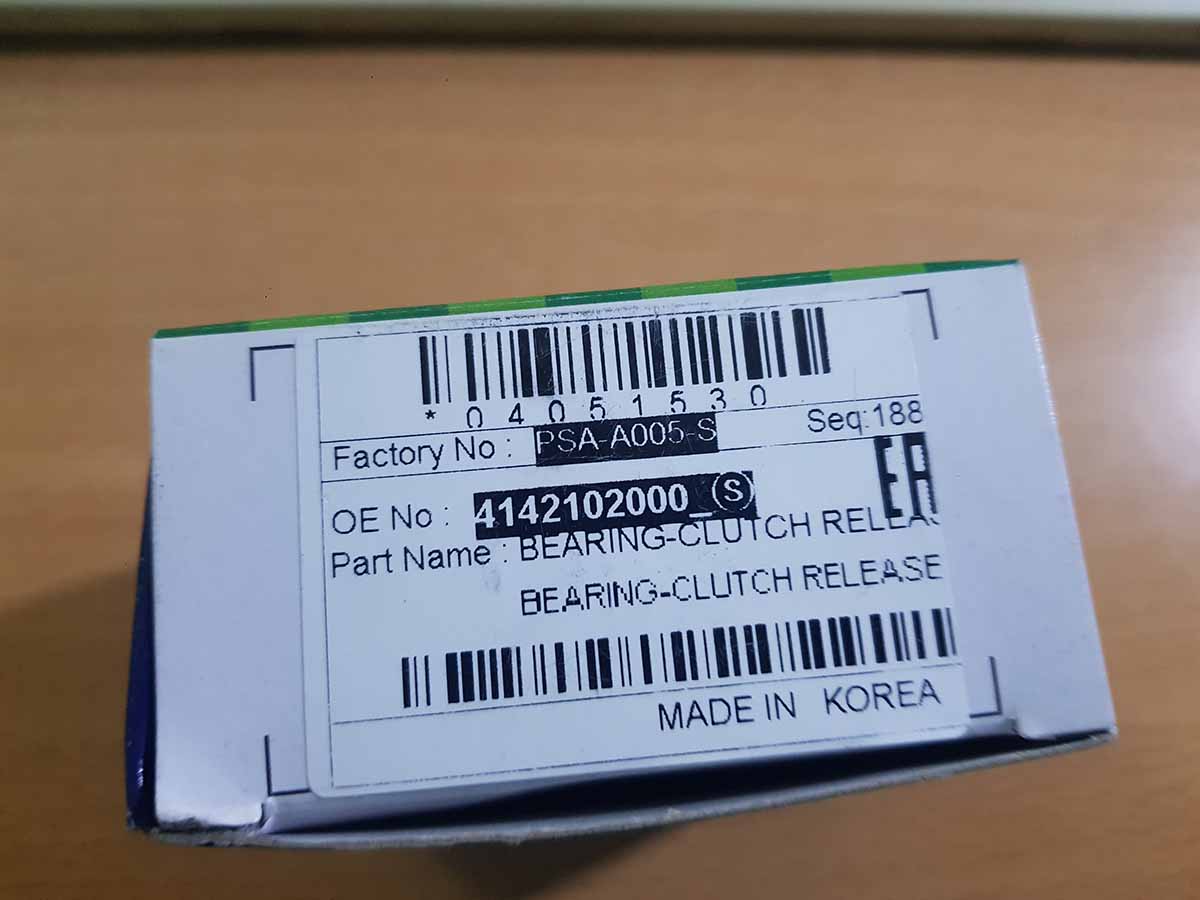 * 0 4 0 5 1 5 3 0
Factory No : PSA-A005-S Seq:188
OE No : 4142102000_(S)
Part Name : BEARING-CLUTCH RELEAS
BEARING-CLUTCH RELEASE
MADE IN KOREA